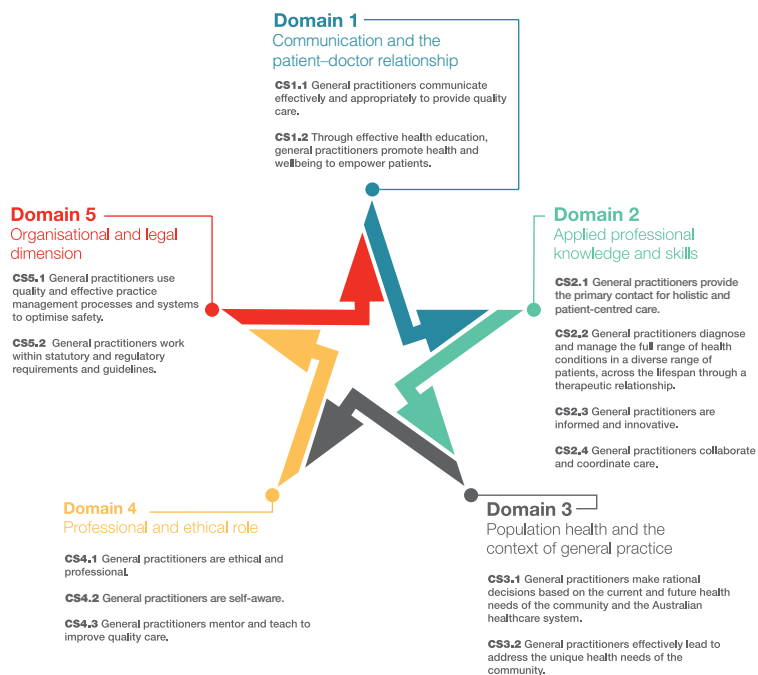 Domain 1
Communication and the
patient–doctor relationship
CS1.1 General practitioners communicate
effectively and appropriately to provide quality
care.
CS1.2 Through effective health education,
general practitioners promote health and
wellbeing to empower patients.
Domain 2
Applied professional
knowledge and skills
CS2.1 General practitioners provide
the primary contact for holistic and
patient-centred care.
CS2.2 General practitioners diagnose
and manage the full range of health
conditions in a diverse range of
patients, across the lifespan through a
therapeutic relationship.
CS2.3 General practitioners are
informed and innovative.
CS2.4 General practitioners collaborate
and coordinate care.
Domain 3
Population health and the
context of general practice
CS3.1 General practitioners make rational
decisions based on the current and future health
needs of the community and the Australian
healthcare system.
CS3.2 General practitioners effectively lead to
address the unique health needs of the
community.
Domain 4
Professional and ethical role
CS4.1 General practitioners are ethical and
professional.
CS4.2 General practitioners are self-aware.
CS4.3 General practitioners mentor and teach to
improve quality care.
Domain 5
Organisational and legal
dimension
CS5.1 General practitioners use
quality and effective practice
management processes and systems
to optimise safety.
CS5.2 General practitioners work
within statutory and regulatory
requirements and guidelines.